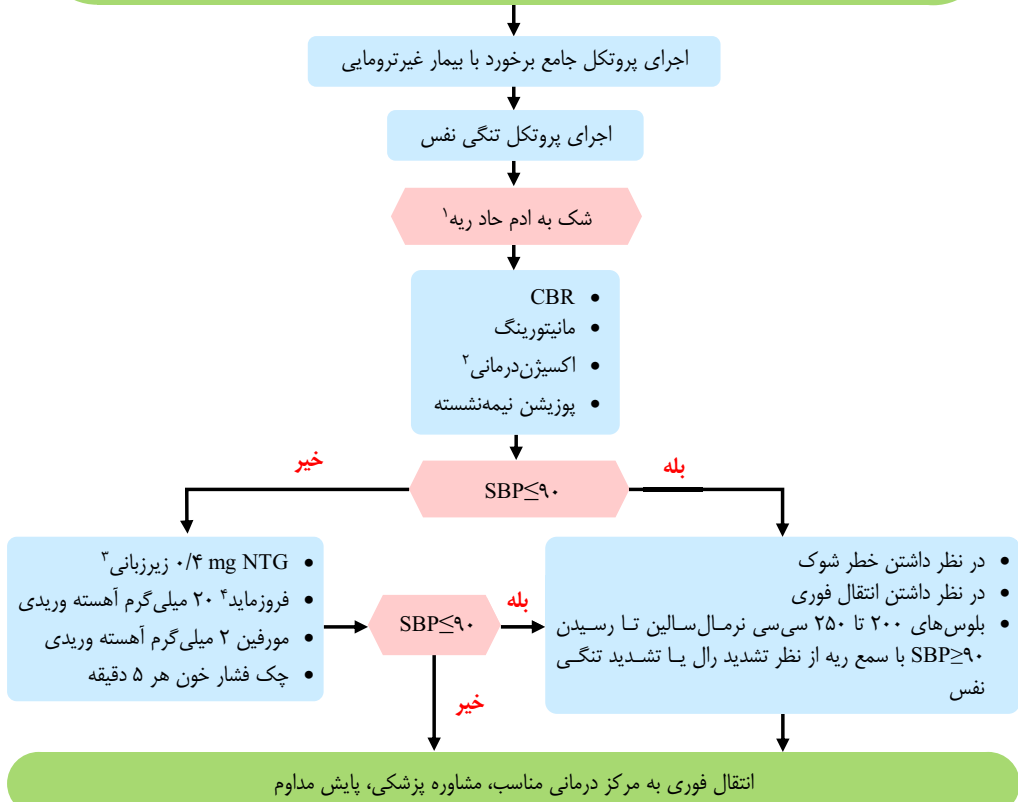 اجرای پروتکل جامع برخورد با بیمار غیرترومایی
اجرای پروتکل تنگی نفس
شک به ادم حاد ریه۱
• CBR
• مانیتورینگ
• اکسیژن‌درمانی۲
• پوزیشن نیمه‌نشسته
خیر
بله
SBP≤۹۰
• در نظر داشتن خطر شوک
• در نظر داشتن انتقال فوری
• بلوس‌های ۲۰۰ تا ۲۵۰ سی‌سی نرمال‌سالین تا رسیدن
SBP≥۹۰ با سمع ریه از نظر تشدید رال یا تشدید تنگی
نفس
• ۰/۴ mg NTG زیرزبانی۳
• فروزماید۴ ۲۰ میلی‌گرم آهسته وریدی
• مورفین ۲ میلی‌گرم آهسته وریدی
• چک فشار خون هر ۵ دقیقه
SBP≤۹۰
بله
خیر
انتقال فوری به مرکز درمانی مناسب، مشاوره پزشکی، پایش مداوم